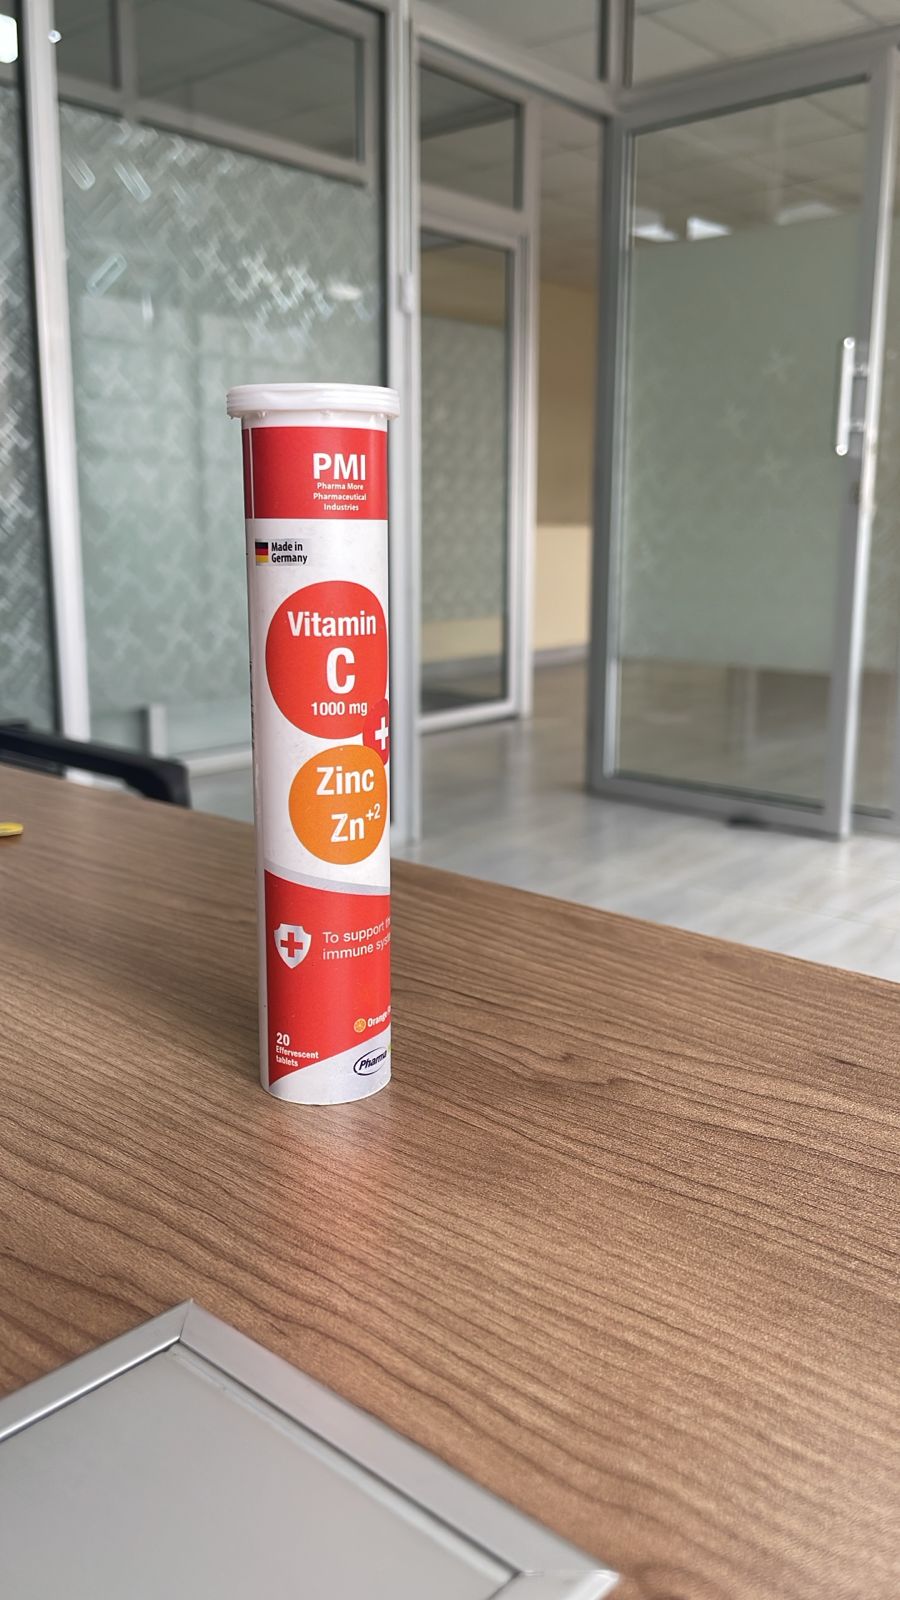 PMI
Pharma More
Pharmaceutical
Industries
Made in
Germany
Vitamin
C
1000 mg
+
Zinc
Zn+2
To support
immune
Orange
20
Effervescent
tablets
Pharma